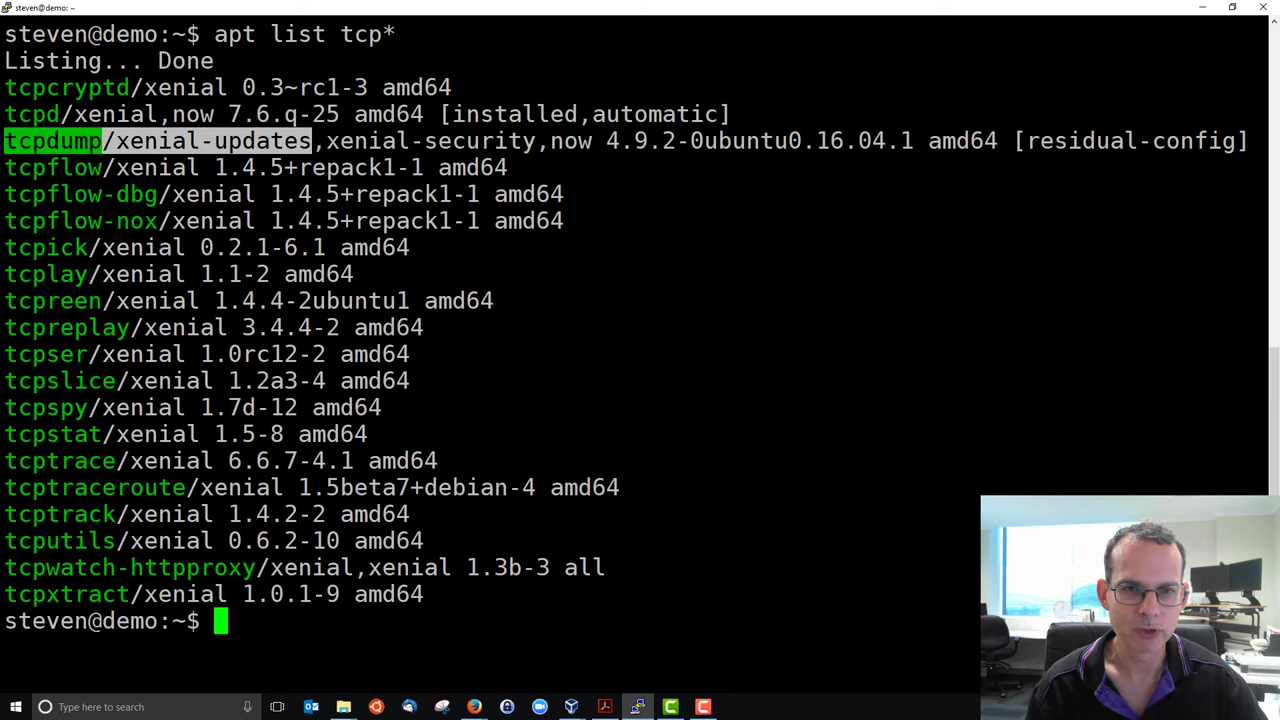 steven@demo: ~
steven@demo:~$ apt list tcp*
Listing... Done
tcpcryptd/xenial 0.3~rc1-3 amd64
tcpd/xenial,now 7.6.q-25 amd64 [installed,automatic]
tcpdump/xenial-updates,xenial-security,now 4.9.2-0ubuntu0.16.04.1 amd64 [residual-config]
tcpflow/xenial 1.4.5+repack1-1 amd64
tcpflow-dbg/xenial 1.4.5+repack1-1 amd64
tcpflow-nox/xenial 1.4.5+repack1-1 amd64
tcpick/xenial 0.2.1-6.1 amd64
tcplay/xenial 1.1-2 amd64
tcpreen/xenial 1.4.4-2ubuntu1 amd64
tcpreplay/xenial 3.4.4-2 amd64
tcpser/xenial 1.0rc12-2 amd64
tcpslice/xenial 1.2a3-4 amd64
tcpspy/xenial 1.7d-12 amd64
tcpstat/xenial 1.5-8 amd64
tcptrace/xenial 6.6.7-4.1 amd64
tcptraceroute/xenial 1.5beta7+debian-4 amd64
tcptrack/xenial 1.4.2-2 amd64
tcputils/xenial 0.6.2-10 amd64
tcpwatch-httpproxy/xenial,xenial 1.3b-3 all
tcpxtract/xenial 1.0.1-9 amd64
steven@demo:~$
Type here to search